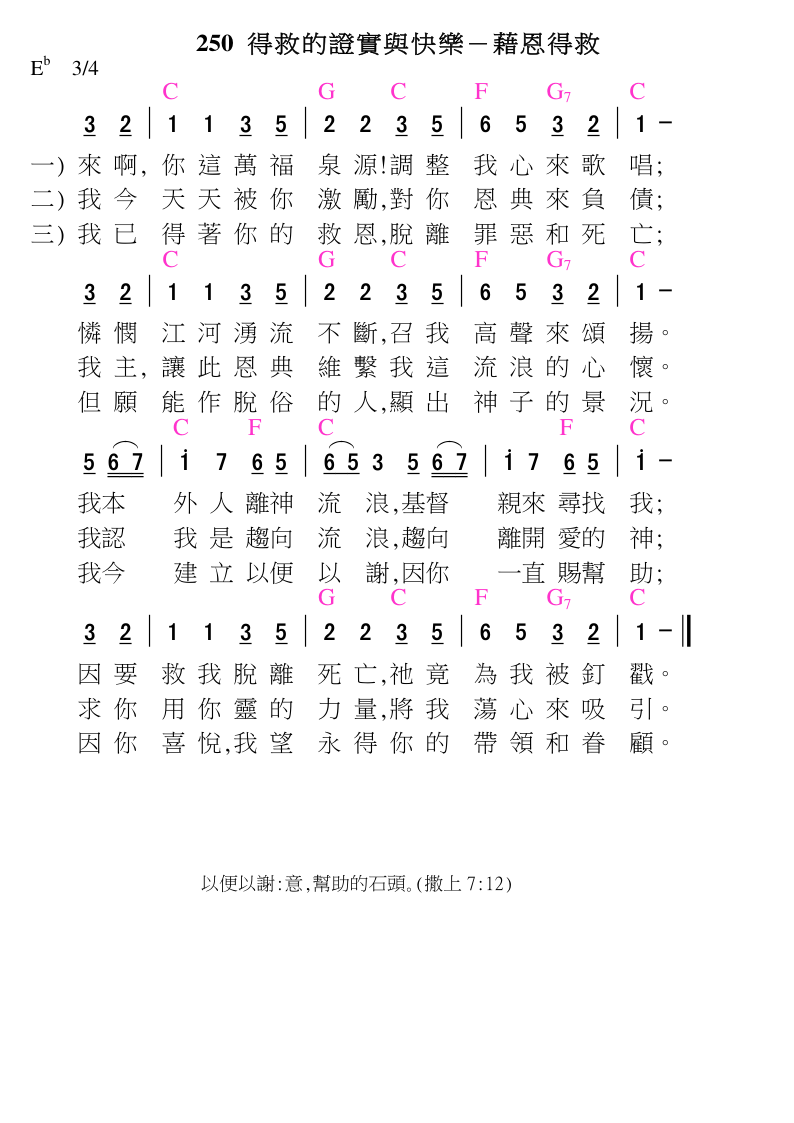 250 得救的證實與快樂－藉恩得救
E♭ 3/4
C G C F G7 C
3 2 | 1 1 3 5 | 2 2 3 5 | 6 5 3 2 | 1 －
一) 來啊, 你這萬福 泉源!調整 我心來歌 唱;
二) 我今 天天被你 激勵,對你 恩典來負 債;
三) 我已 得著你的 救恩,脫離 罪惡和死 亡;
C G C F G7 C
3 2 | 1 1 3 5 | 2 2 3 5 | 6 5 3 2 | 1 －
憐憫 江河湧流 不斷,召我 高聲來頌 揚。
我主, 讓此恩典 維繫我這 流浪的心 懷。
但願 能作脫俗 的人,顯出 神子的景 況。
C F C F C
5 6 7 | i 7 6 5 | 6 5 3 5 6 7 | i 7 6 5 | i －
我本 外人離神 流浪,基督 親來尋找 我;
我認 我是趨向 流浪,趨向 離開愛的 神;
我今 建立以便 以謝,因你 一直賜幫 助;
G C F G7 C
3 2 | 1 1 3 5 | 2 2 3 5 | 6 5 3 2 | 1 － ‖
因要 救我脫離 死亡,祂竟 為我被釘 戳。
求你 用你靈的 力量,將我 蕩心來吸 引。
因你 喜悅,我望 永得你的 帶領和眷 顧。
以便以謝:意,幫助的石頭。(撒上 7:12)